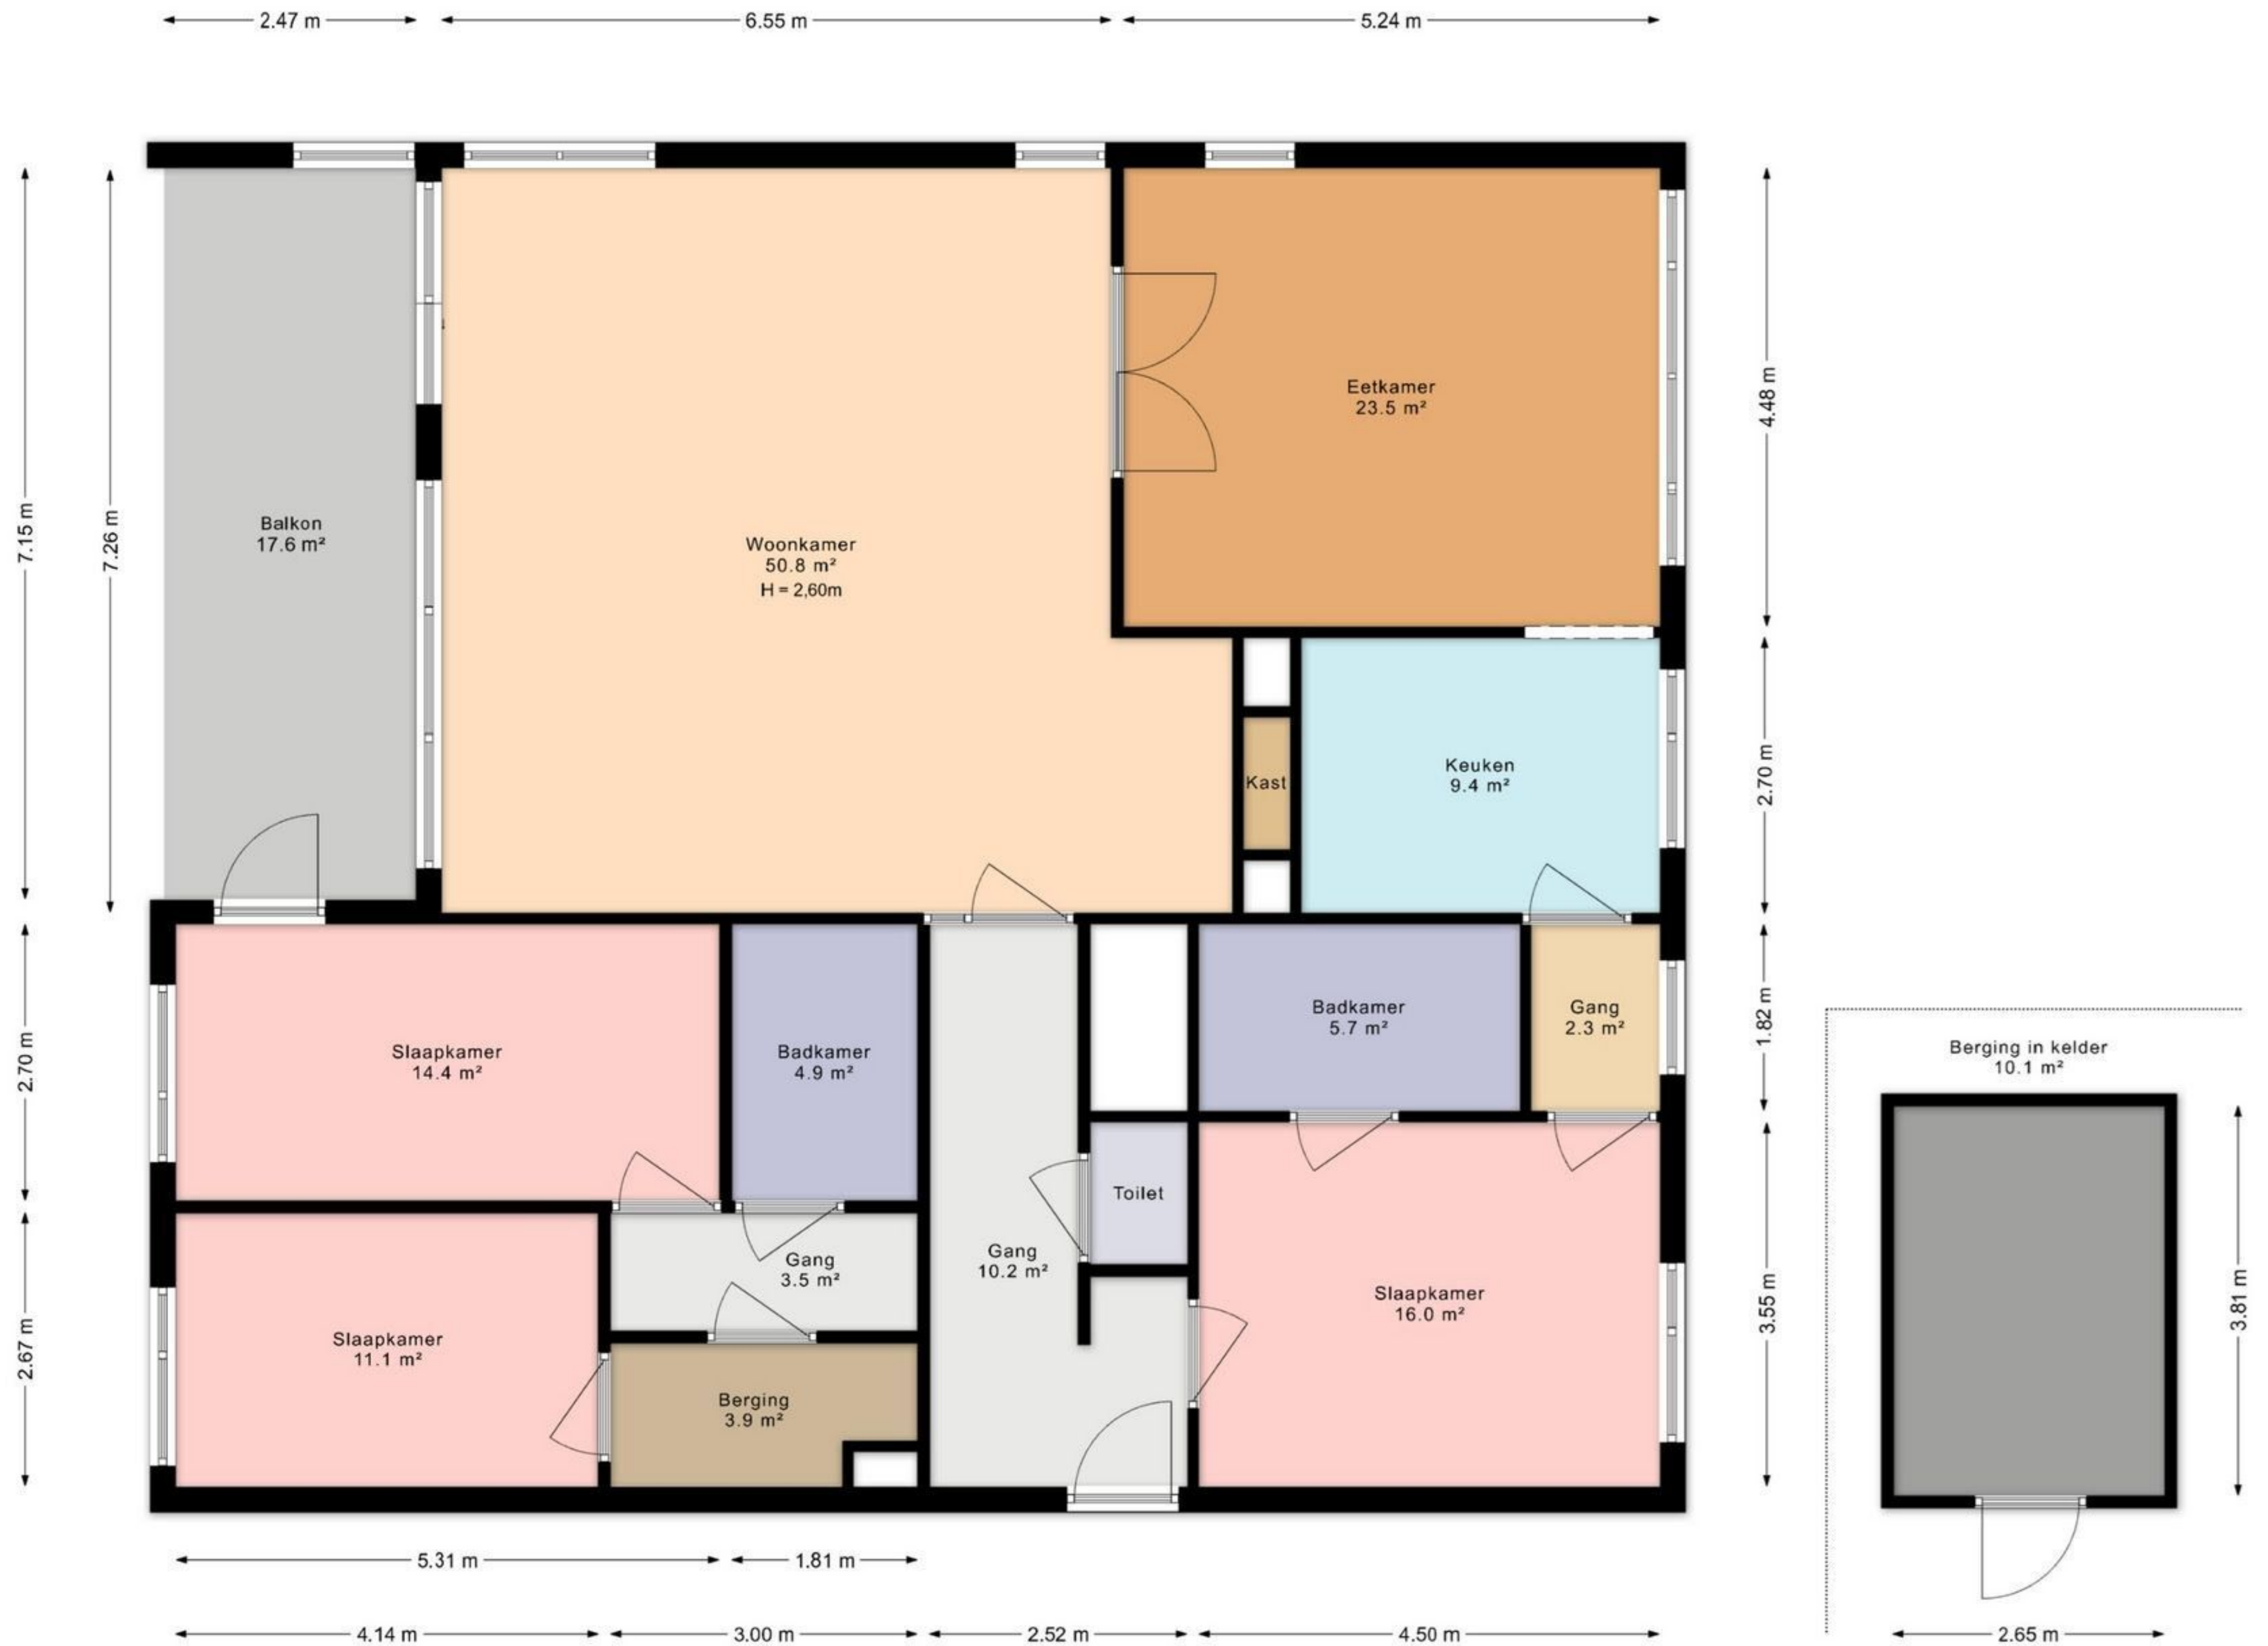 2.47 m
6.55 m
5.24 m
7.15 m
7.26 m
4.48 m
Balkon
17.6 m²
Woonkamer
50.8 m²
H = 2,60m
Eetkamer
23.5 m²
Kast
Keuken
9.4 m²
2.70 m
2.70 m
Slaapkamer
14.4 m²
Badkamer
4.9 m²
Badkamer
5.7 m²
Gang
2.3 m²
1.82 m
Toilet
Gang
3.5 m²
Gang
10.2 m²
2.67 m
Slaapkamer
11.1 m²
Berging
3.9 m²
Slaapkamer
16.0 m²
3.55 m
Berging in kelder
10.1 m²
3.81 m
5.31 m
1.81 m
4.14 m
3.00 m
2.52 m
4.50 m
2.65 m